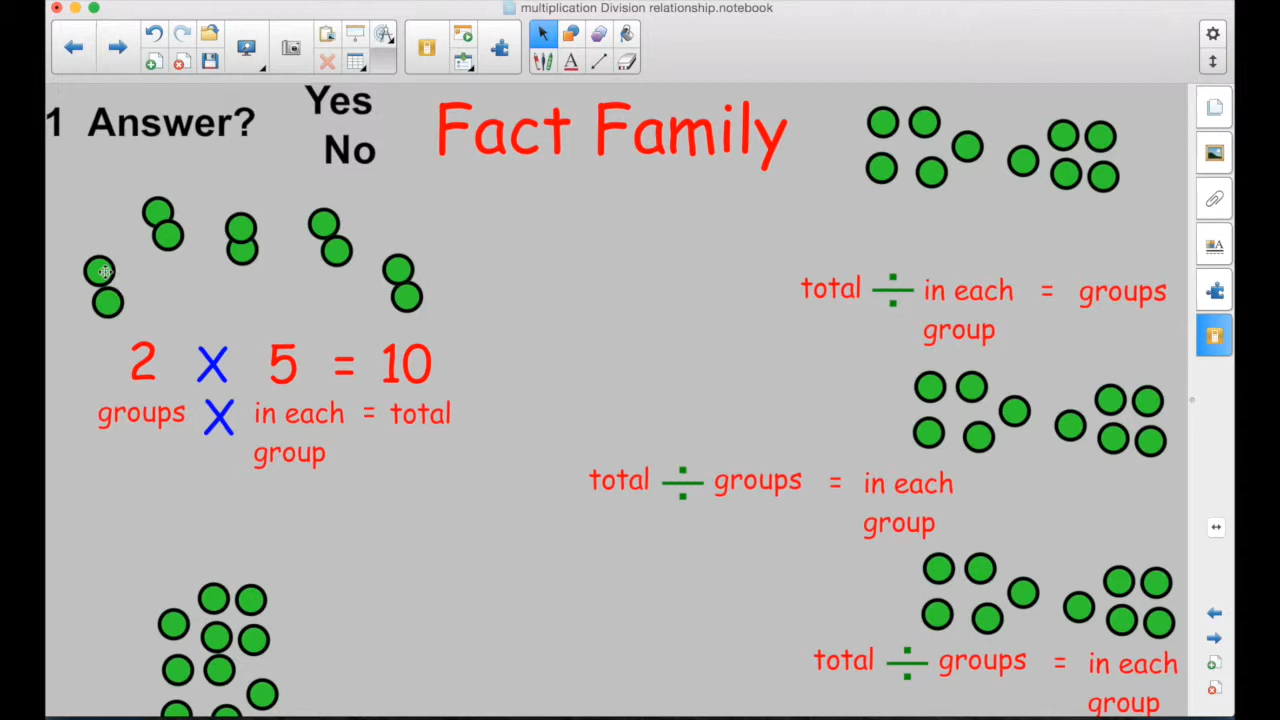 multiplication Division relationship.notebook
1 Answer?
Yes
No
Fact Family
2 X 5 = 10
groups X in each = total
group
total ÷ in each = groups
group
total ÷ groups = in each
group
total ÷ groups = in each
group